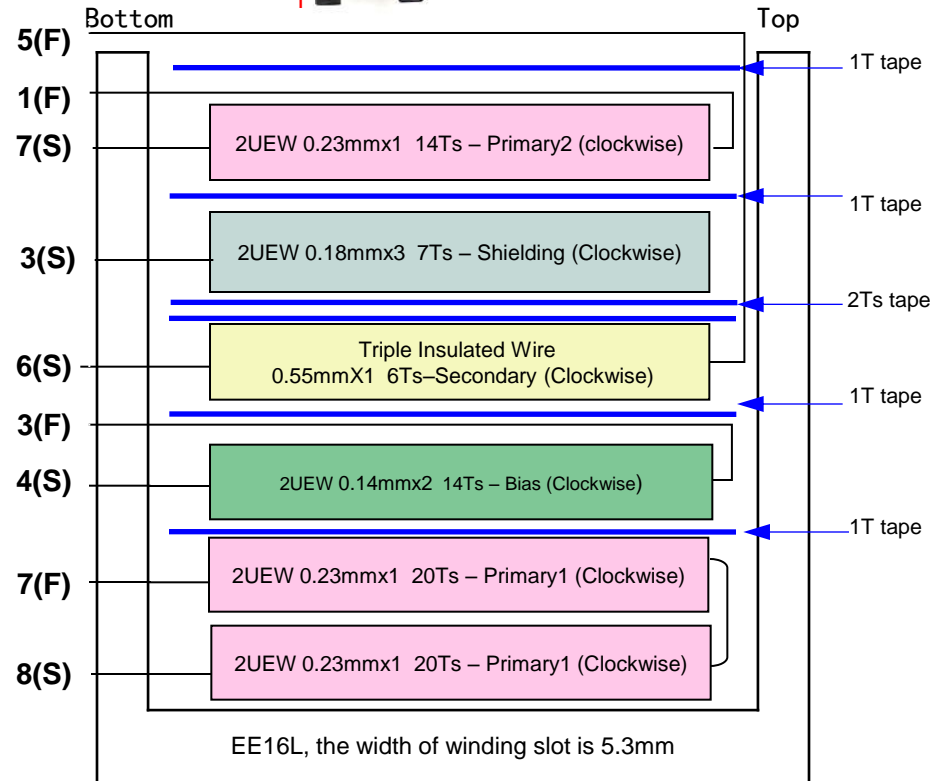 Bottom
Top
5(F)
1T tape
1(F)
7(S)
2UEW 0.23mmx1 14Ts – Primary2 (clockwise)
1T tape
3(S)
2UEW 0.18mmx3 7Ts – Shielding (Clockwise)
2Ts tape
6(S)
Triple Insulated Wire
0.55mmX1 6Ts–Secondary (Clockwise)
1T tape
3(F)
4(S)
2UEW 0.14mmx2 14Ts – Bias (Clockwise)
1T tape
7(F)
2UEW 0.23mmx1 20Ts – Primary1 (Clockwise)
8(S)
2UEW 0.23mmx1 20Ts – Primary1 (Clockwise)
EE16L, the width of winding slot is 5.3mm